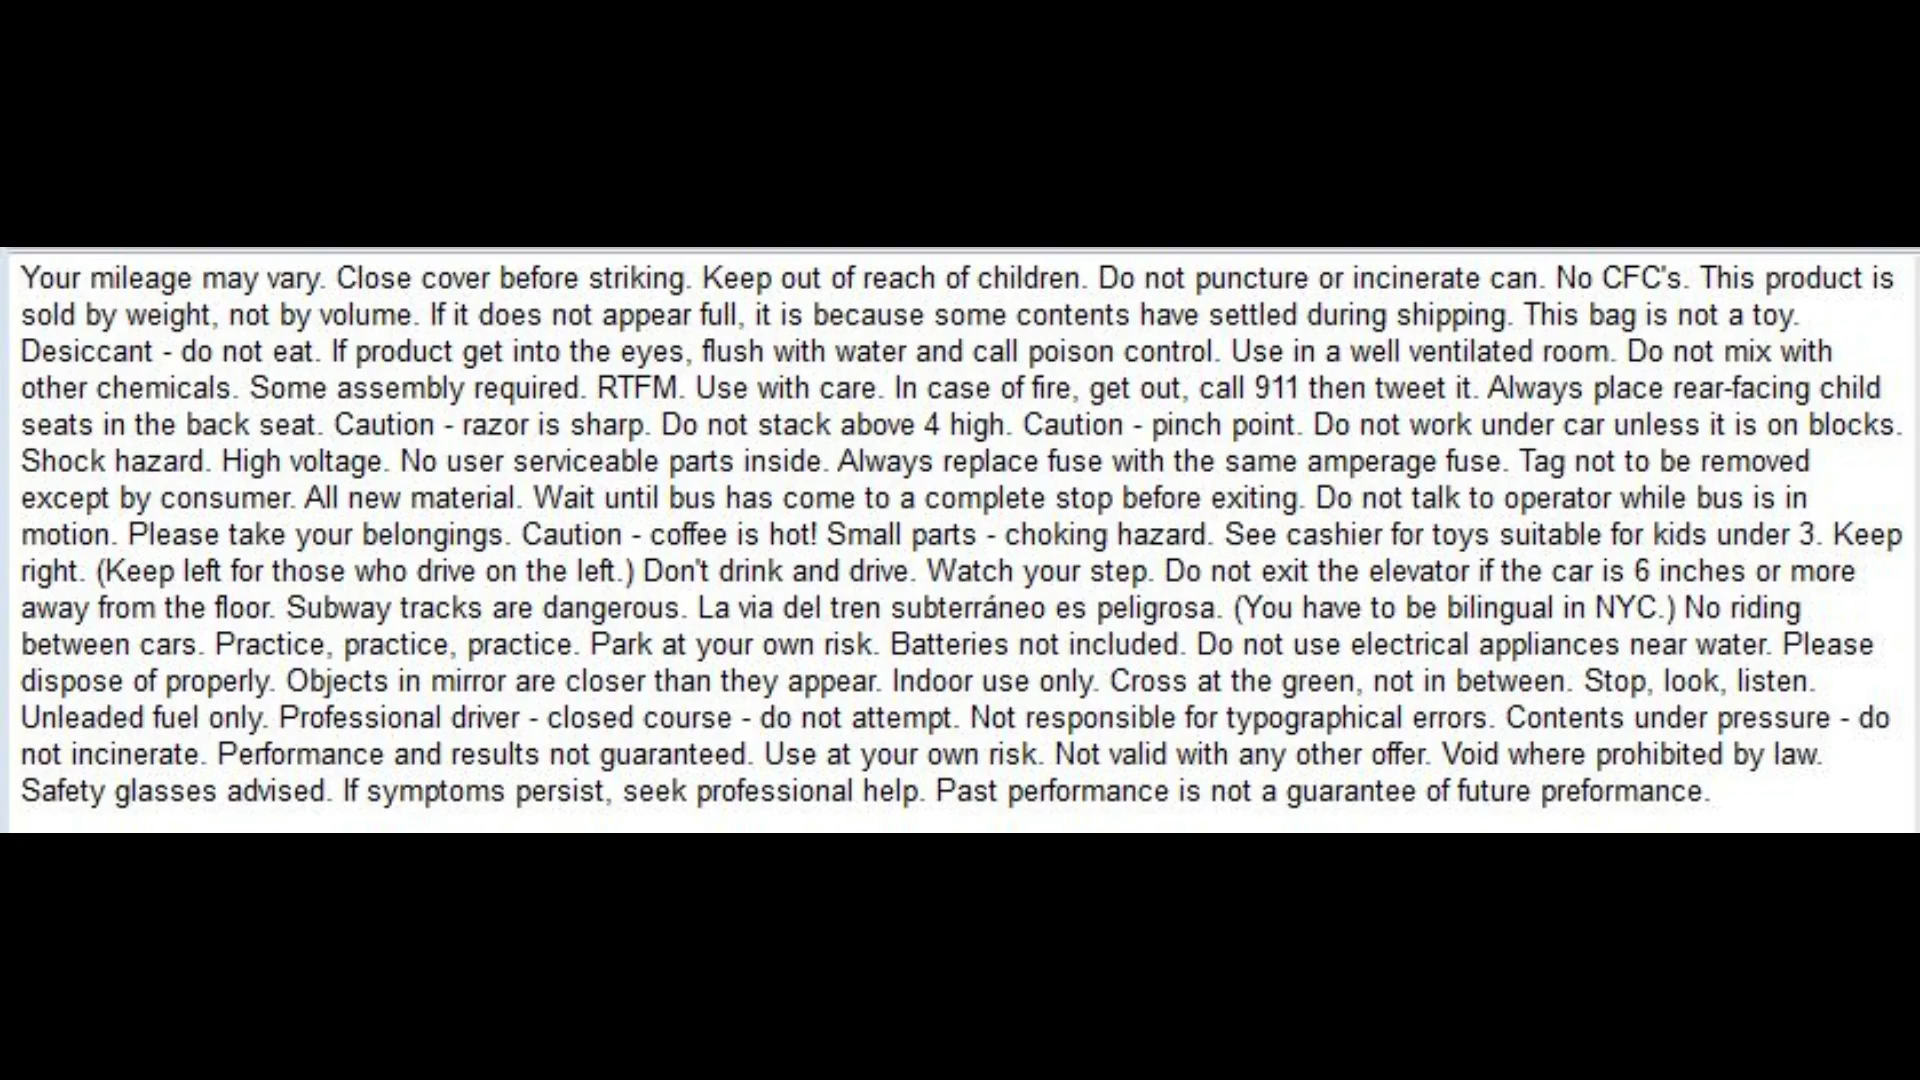 Your mileage may vary. Close cover before striking. Keep out of reach of children. Do not puncture or incinerate can. No CFC's. This product is
sold by weight, not by volume. If it does not appear full, it is because some contents have settled during shipping. This bag is not a toy.
Desiccant - do not eat. If product get into the eyes, flush with water and call poison control. Use in a well ventilated room. Do not mix with
other chemicals. Some assembly required. RTFM. Use with care. In case of fire, get out, call 911 then tweet it. Always place rear-facing child
seats in the back seat. Caution - razor is sharp. Do not stack above 4 high. Caution - pinch point. Do not work under car unless it is on blocks.
Shock hazard. High voltage. No user serviceable parts inside. Always replace fuse with the same amperage fuse. Tag not to be removed
except by consumer. All new material. Wait until bus has come to a complete stop before exiting. Do not talk to operator while bus is in
motion. Please take your belongings. Caution - coffee is hot! Small parts - choking hazard. See cashier for toys suitable for kids under 3. Keep
right. (Keep left for those who drive on the left.) Don't drink and drive. Watch your step. Do not exit the elevator if the car is 6 inches or more
away from the floor. Subway tracks are dangerous. La via del tren subterráneo es peligrosa. (You have to be bilingual in NYC.) No riding
between cars. Practice, practice, practice. Park at your own risk. Batteries not included. Do not use electrical appliances near water. Please
dispose of properly. Objects in mirror are closer than they appear. Indoor use only. Cross at the green, not in between. Stop, look, listen.
Unleaded fuel only. Professional driver - closed course - do not attempt. Not responsible for typographical errors. Contents under pressure - do
not incinerate. Performance and results not guaranteed. Use at your own risk. Not valid with any other offer. Void where prohibited by law.
Safety glasses advised. If symptoms persist, seek professional help. Past performance is not a guarantee of future preformance.